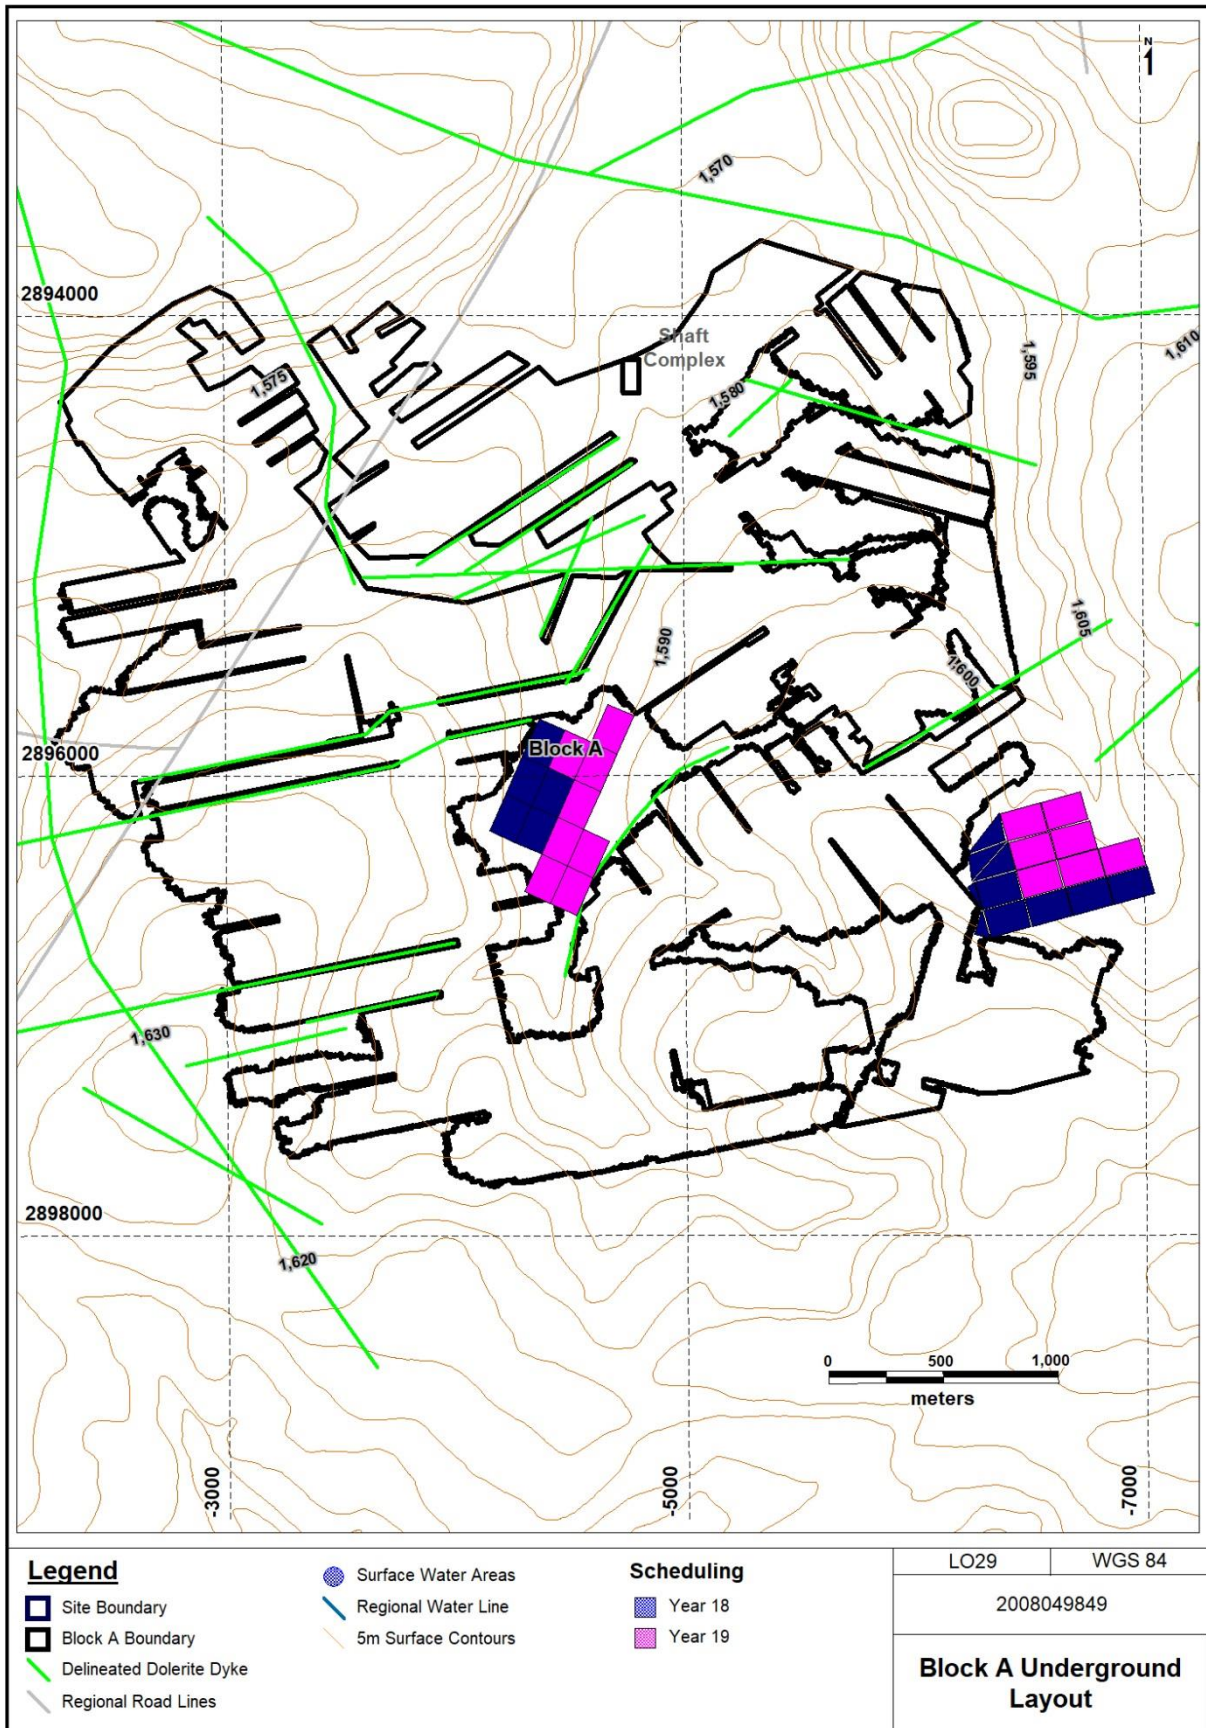 N
1,570
2894000
Shaft
Complex
1,610
1,595
1,575
1,580
1,605
1,590
1,600
2896000
Block A
1,630
2898000
1,620
0 500 1,000
meters
-3000
-5000
-7000
Legend
Site Boundary
Block A Boundary
Delineated Dolerite Dyke
Regional Road Lines
Surface Water Areas
Regional Water Line
5m Surface Contours
Scheduling
Year 18
Year 19
LO29 WGS 84
2008049849
Block A Underground
Layout